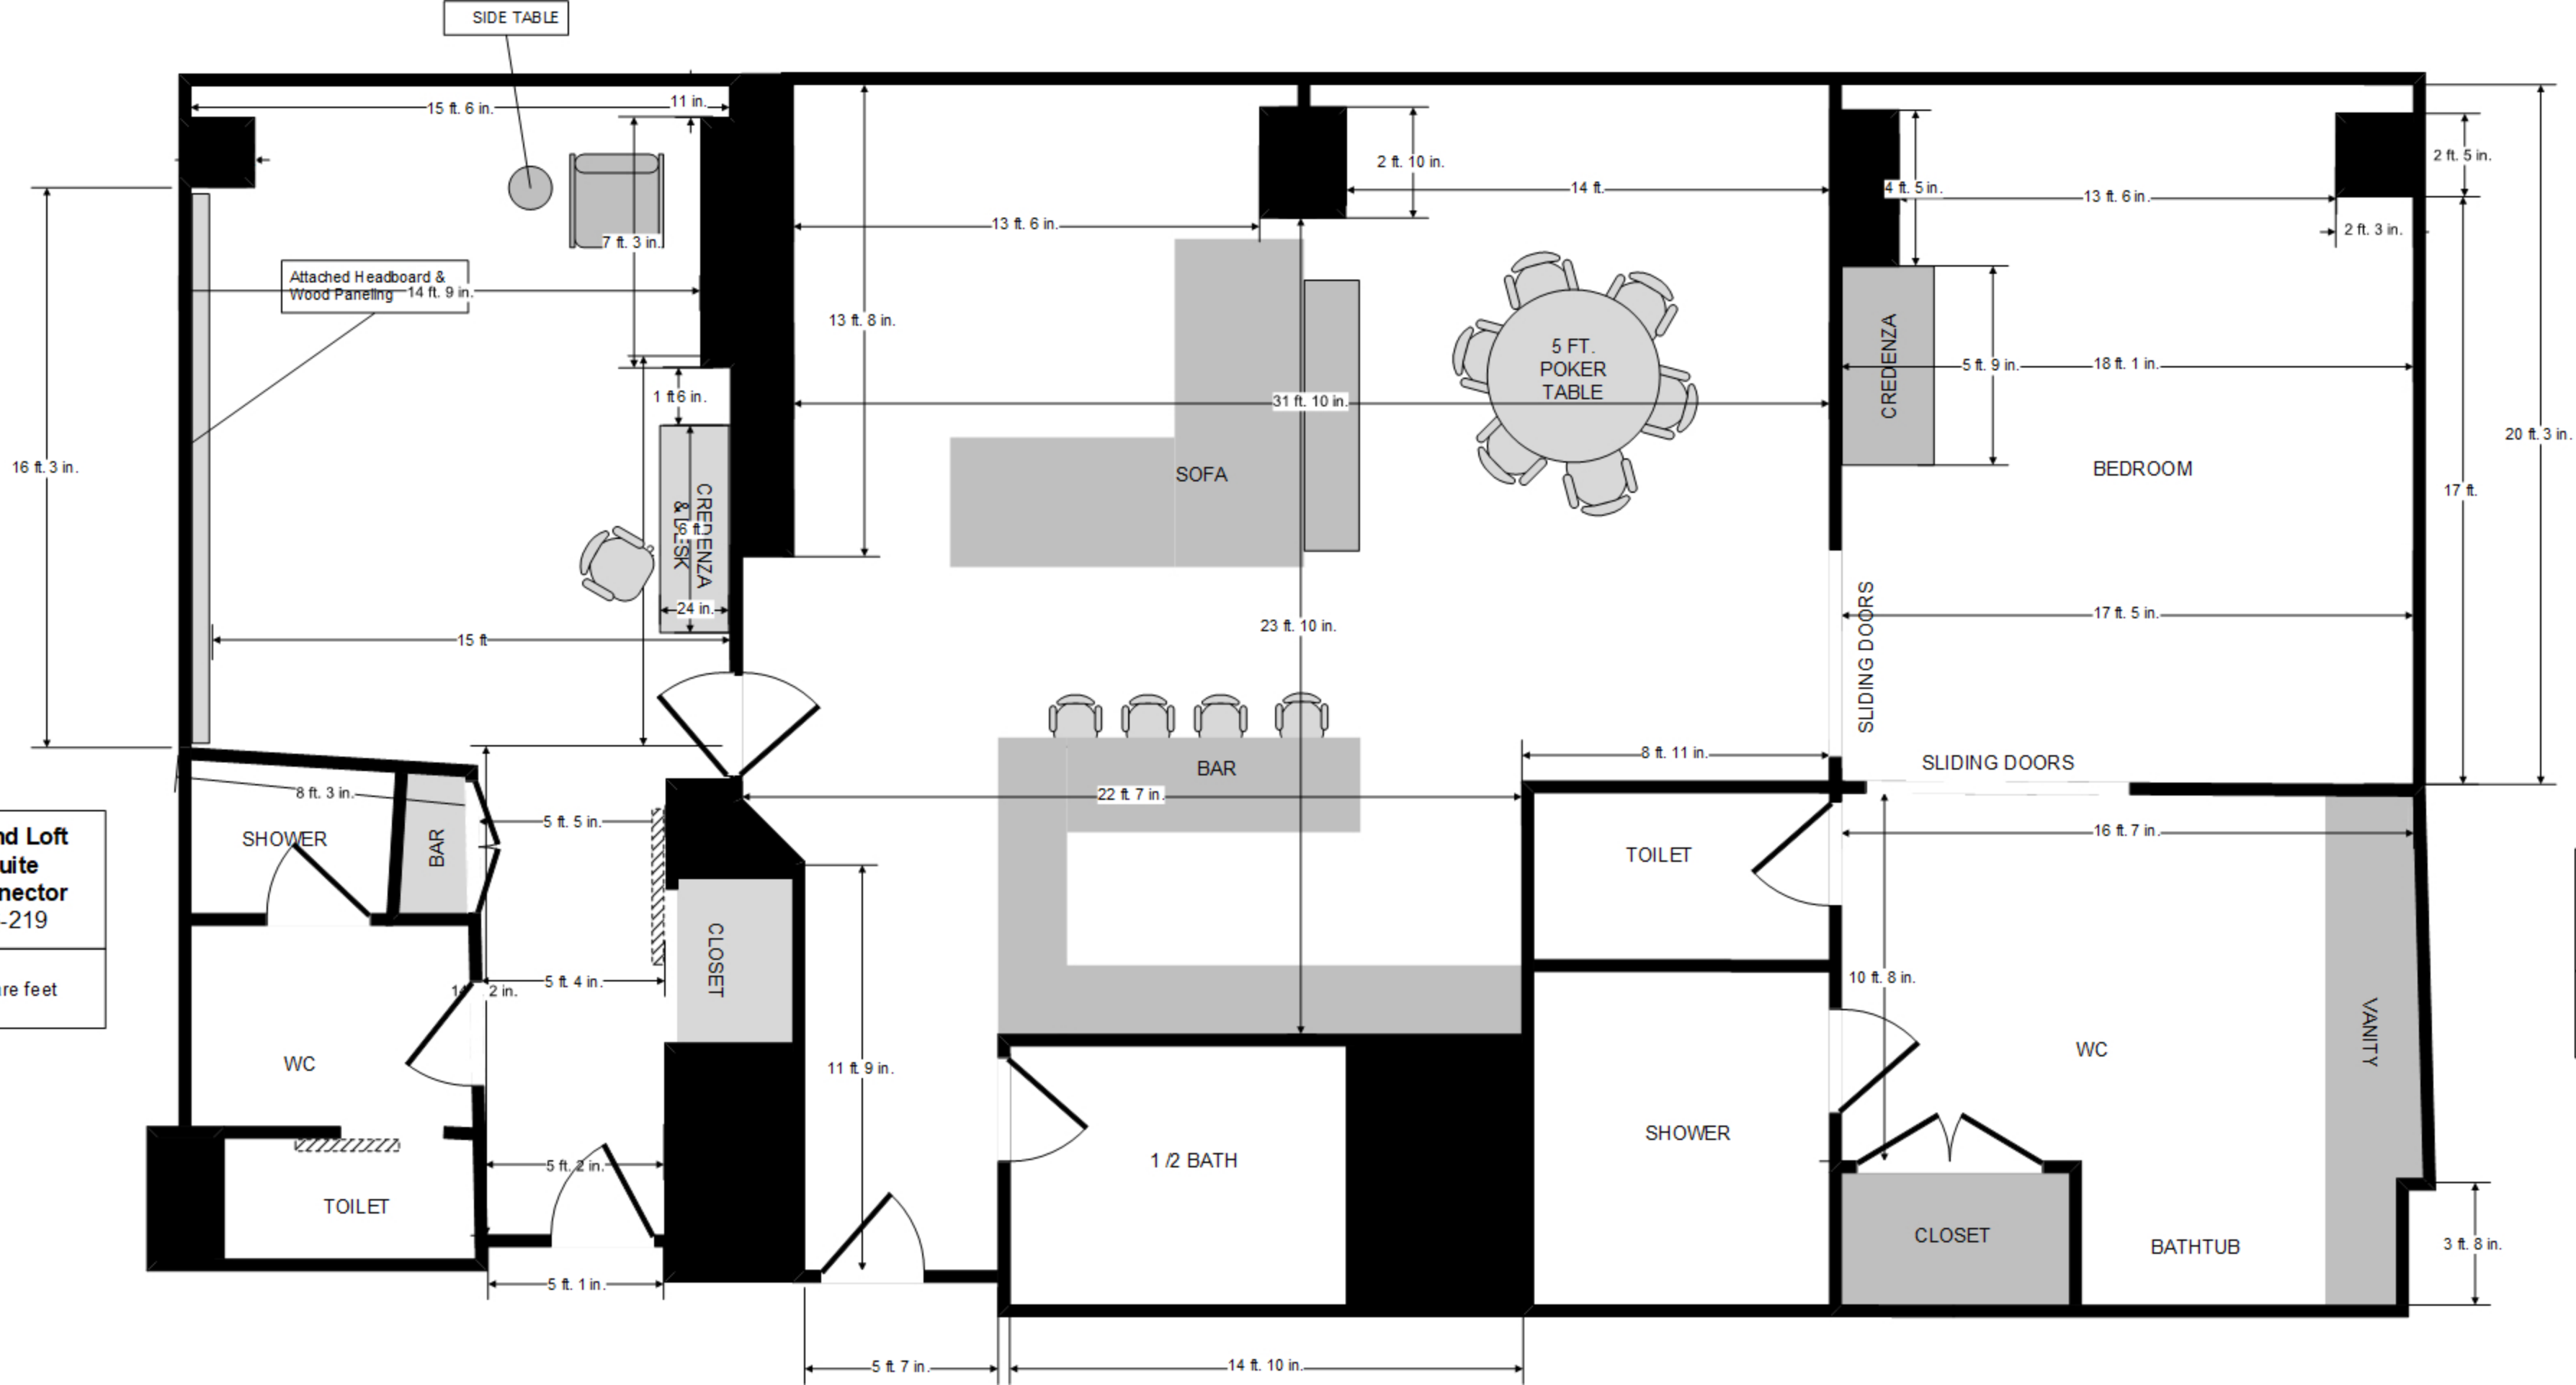 SIDE TABLE
15 ft. 6 in.
11 in.
2 ft. 10 in.
14 ft.
4 ft. 5 in.
13 ft. 6 in.
2 ft. 5 in.
2 ft. 3 in.
13 ft. 6 in.
7 ft. 3 in.
Attached Headboard &
Wood Paneling
14 ft. 9 in.
13 ft. 8 in.
5 FT.
POKER
TABLE
CREDENZA
5 ft. 9 in.
18 ft. 1 in.
1 ft 6 in.
31 ft. 10 in.
20 ft. 3 in.
16 ft. 3 in.
SOFA
BEDROOM
17 ft.
CREDENZA
& DESK
6 ft.
24 in.
15 ft
23 ft. 10 in.
SLIDING DOORS
17 ft. 5 in.
8 ft. 11 in.
SLIDING DOORS
BAR
8 ft. 3 in.
22 ft. 7 in.
5 ft. 5 in.
16 ft. 7 in.
nd Loft
uite
nector
-219
re feet
SHOWER
BAR
TOILET
CLOSET
5 ft. 4 in.
2 in.
10 ft. 8 in.
VANITY
WC
11 ft. 9 in.
WC
SHOWER
1 /2 BATH
5 ft. 2 in.
TOILET
CLOSET
BATHTUB
3 ft. 8 in.
5 ft. 1 in.
5 ft. 7 in.
14 ft. 10 in.